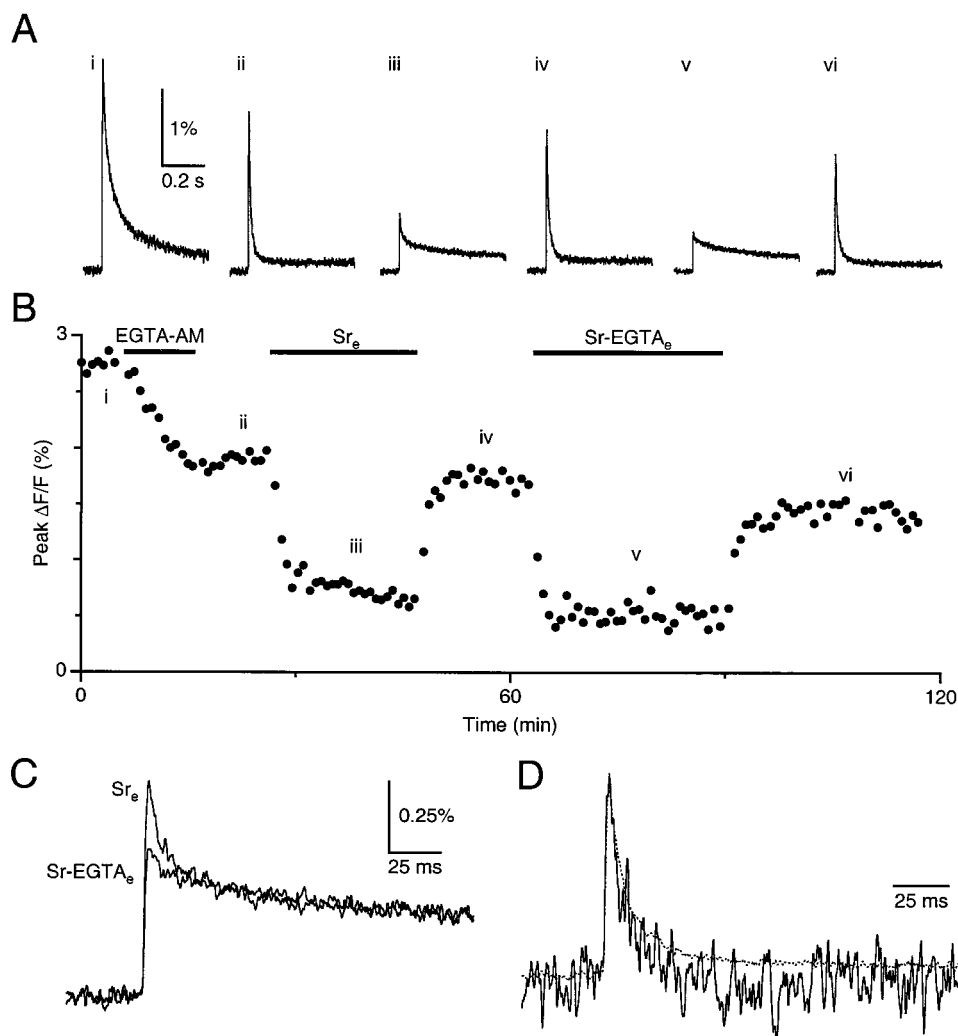 A
i
ii
iii
iv
v
vi
1%
0.2 s
B
EGTA-AM
Srₑ
Sr-EGTAₑ
3
Peak ΔF/F (%)
i
ii
iii
iv
v
vi
0
0
60
120
Time (min)
C
Srₑ
Sr-EGTAₑ
0.25%
25 ms
D
25 ms